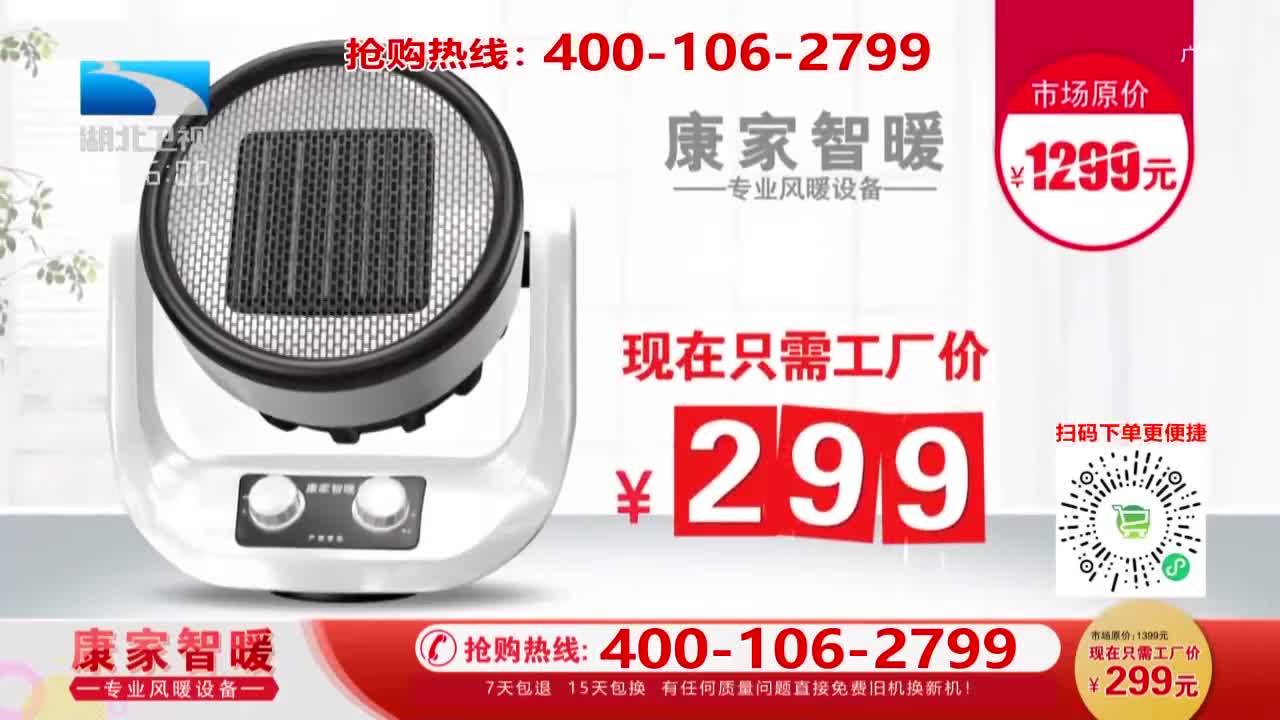 抢购热线：400-106-2799
湖北卫视
康家智暖
专业风暖设备
市场原价
¥1299元
现在只需工厂价
¥299
扫码下单更便捷
康家智暖
康家智暖
专业风暖设备
抢购热线:400-106-2799
7天包退 15天包换 有任何质量问题直接免费旧机换新机！
市场原价:1399元
现在只需工厂价
¥299元